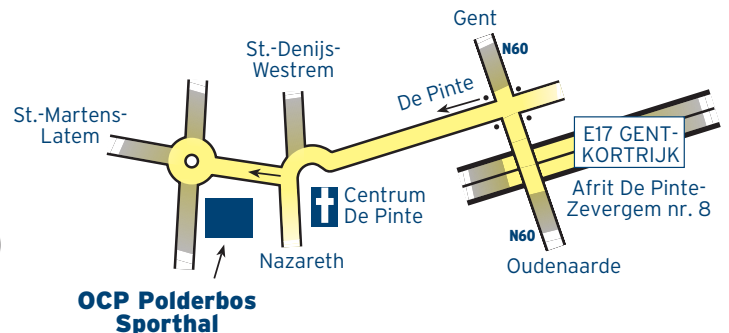 Gent
N60
St.-Denijs-
Westrem
De Pinte
St.-Martens-
Latem
E17 GENT-
KORTRIJK
Afrit De Pinte-
Zevergem nr. 8
Centrum
De Pinte
N60
Nazareth
Oudenaarde
OCP Polderbos
Sporthal